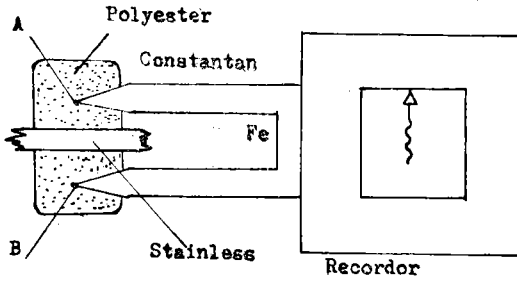 A
Polyester
Constantan
Fe
B
Stainless
Recordor